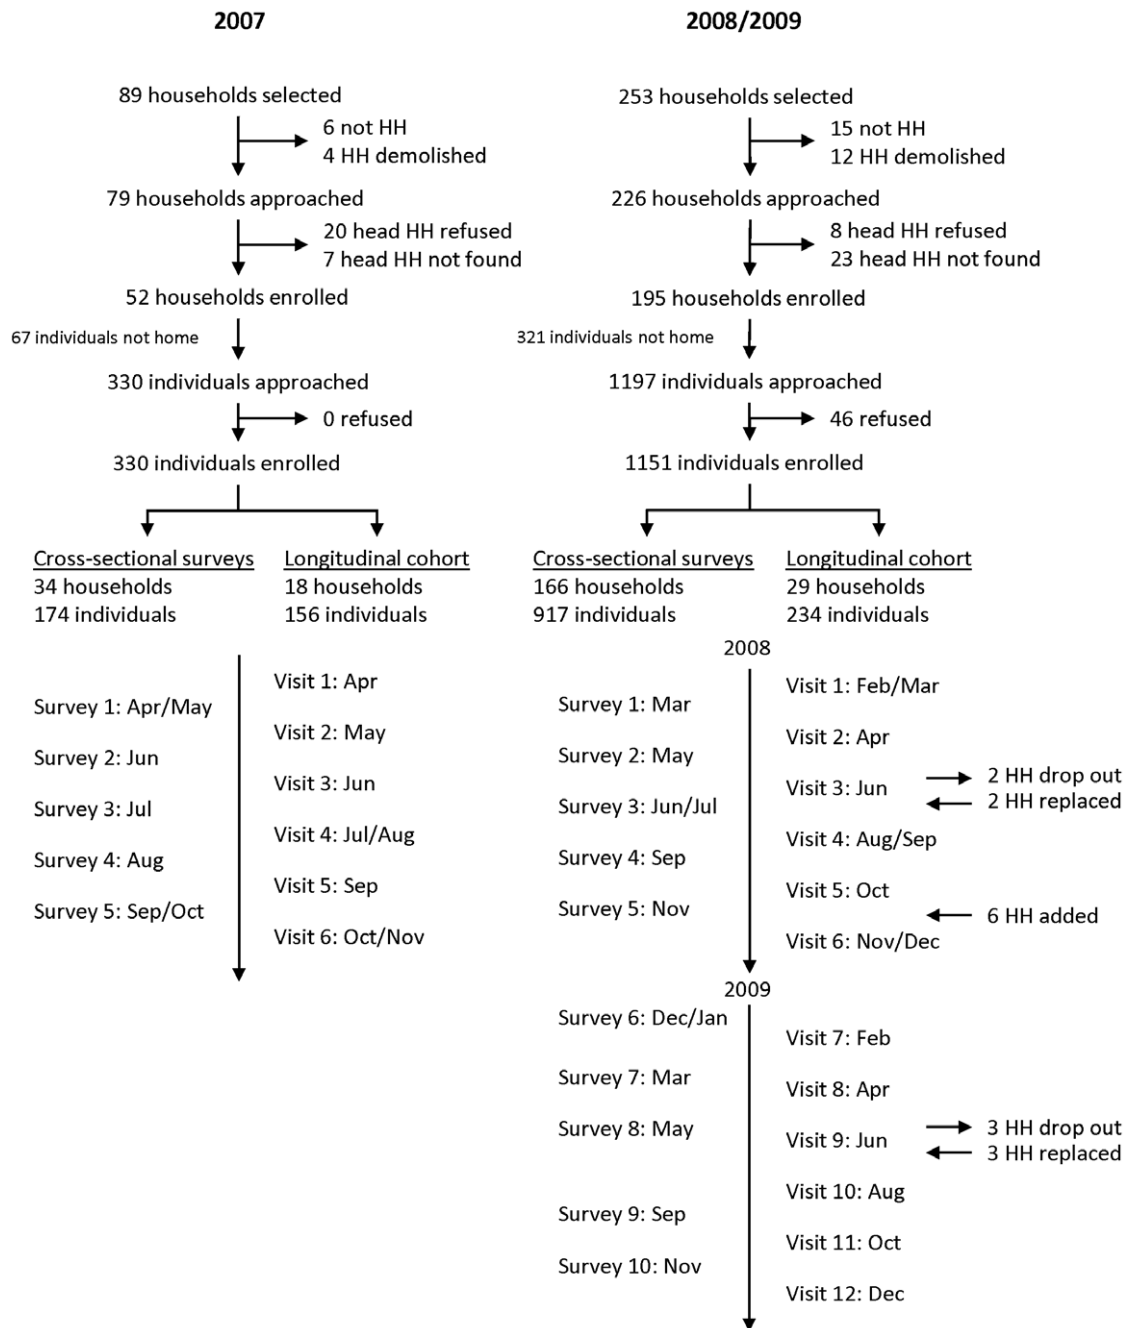 2007
89 households selected
6 not HH
4 HH demolished
79 households approached
20 head HH refused
7 head HH not found
52 households enrolled
67 individuals not home
330 individuals approached
0 refused
330 individuals enrolled
Cross-sectional surveys
34 households
174 individuals
Longitudinal cohort
18 households
156 individuals
Survey 1: Apr/May
Survey 2: Jun
Survey 3: Jul
Survey 4: Aug
Survey 5: Sep/Oct
Visit 1: Apr
Visit 2: May
Visit 3: Jun
Visit 4: Jul/Aug
Visit 5: Sep
Visit 6: Oct/Nov
2008/2009
253 households selected
15 not HH
12 HH demolished
226 households approached
8 head HH refused
23 head HH not found
195 households enrolled
321 individuals not home
1197 individuals approached
46 refused
1151 individuals enrolled
Cross-sectional surveys
166 households
917 individuals
Longitudinal cohort
29 households
234 individuals
2008
Survey 1: Mar
Survey 2: May
Survey 3: Jun/Jul
Survey 4: Sep
Survey 5: Nov
Visit 1: Feb/Mar
Visit 2: Apr
Visit 3: Jun
2 HH drop out
2 HH replaced
Visit 4: Aug/Sep
Visit 5: Oct
6 HH added
Visit 6: Nov/Dec
2009
Survey 6: Dec/Jan
Survey 7: Mar
Survey 8: May
Survey 9: Sep
Survey 10: Nov
Visit 7: Feb
Visit 8: Apr
Visit 9: Jun
3 HH drop out
3 HH replaced
Visit 10: Aug
Visit 11: Oct
Visit 12: Dec